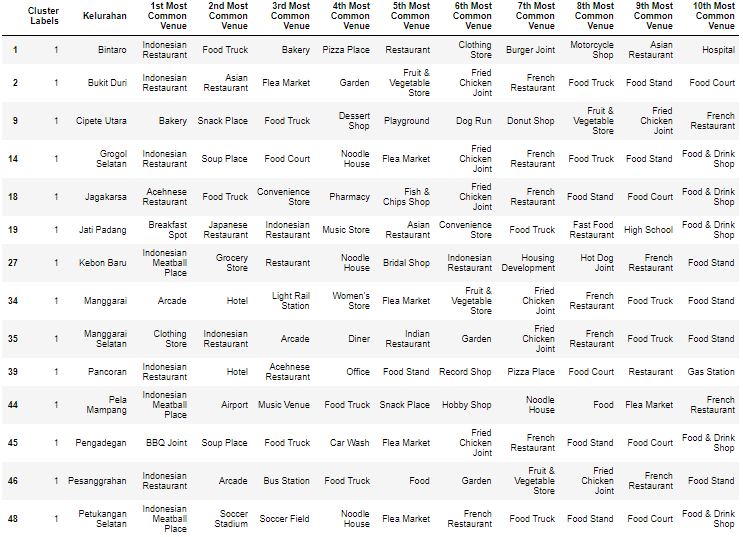 Cluster Labels Kelurahan 1st Most Common Venue 2nd Most Common Venue 3rd Most Common Venue 4th Most Common Venue 5th Most Common Venue 6th Most Common Venue 7th Most Common Venue 8th Most Common Venue 9th Most Common Venue 10th Most Common Venue
1 1 Bintaro Indonesian Restaurant Food Truck Bakery Pizza Place Restaurant Clothing Store Burger Joint Motorcycle Shop Asian Restaurant Hospital
2 1 Bukit Duri Indonesian Restaurant Asian Restaurant Flea Market Garden Fruit & Vegetable Store Fried Chicken Joint French Restaurant Food Truck Food Stand Food Court
9 1 Cipete Utara Bakery Snack Place Food Truck Dessert Shop Playground Dog Run Donut Shop Fruit & Vegetable Store Fried Chicken Joint French Restaurant
14 1 Grogol Selatan Indonesian Restaurant Soup Place Food Court Noodle House Flea Market Fried Chicken Joint French Restaurant Food Truck Food Stand Food & Drink Shop
18 1 Jagakarsa Acehnese Restaurant Food Truck Convenience Store Pharmacy Fish & Chips Shop Fried Chicken Joint French Restaurant Food Stand Food Court Food & Drink Shop
19 1 Jati Padang Breakfast Spot Japanese Restaurant Indonesian Restaurant Music Store Asian Restaurant Convenience Store Food Truck Fast Food Restaurant High School Food & Drink Shop
27 1 Kebon Baru Indonesian Meatball Place Grocery Store Restaurant Noodle House Bridal Shop Indonesian Restaurant Housing Development Hot Dog Joint French Restaurant Food Stand
34 1 Manggarai Arcade Hotel Light Rail Station Women's Store Flea Market Fruit & Vegetable Store Fried Chicken Joint French Restaurant Food Truck Food Stand
35 1 Manggarai Selatan Clothing Store Indonesian Restaurant Arcade Diner Indian Restaurant Garden Fried Chicken Joint French Restaurant Food Truck Food Stand
39 1 Pancoran Indonesian Restaurant Hotel Acehnese Restaurant Office Food Stand Record Shop Pizza Place Food Court Restaurant Gas Station
44 1 Pela Mampang Indonesian Meatball Place Airport Music Venue Food Truck Snack Place Hobby Shop Noodle House Food Flea Market French Restaurant
45 1 Pengadegan BBQ Joint Soup Place Food Truck Car Wash Flea Market Fried Chicken Joint French Restaurant Food Stand Food Court Food & Drink Shop
46 1 Pesanggrahan Indonesian Restaurant Arcade Bus Station Food Truck Food Garden Fruit & Vegetable Store Fried Chicken Joint French Restaurant Food Stand
48 1 Petukangan Selatan Indonesian Meatball Place Soccer Stadium Soccer Field Noodle House Flea Market French Restaurant Food Truck Food Stand Food Court Food & Drink Shop